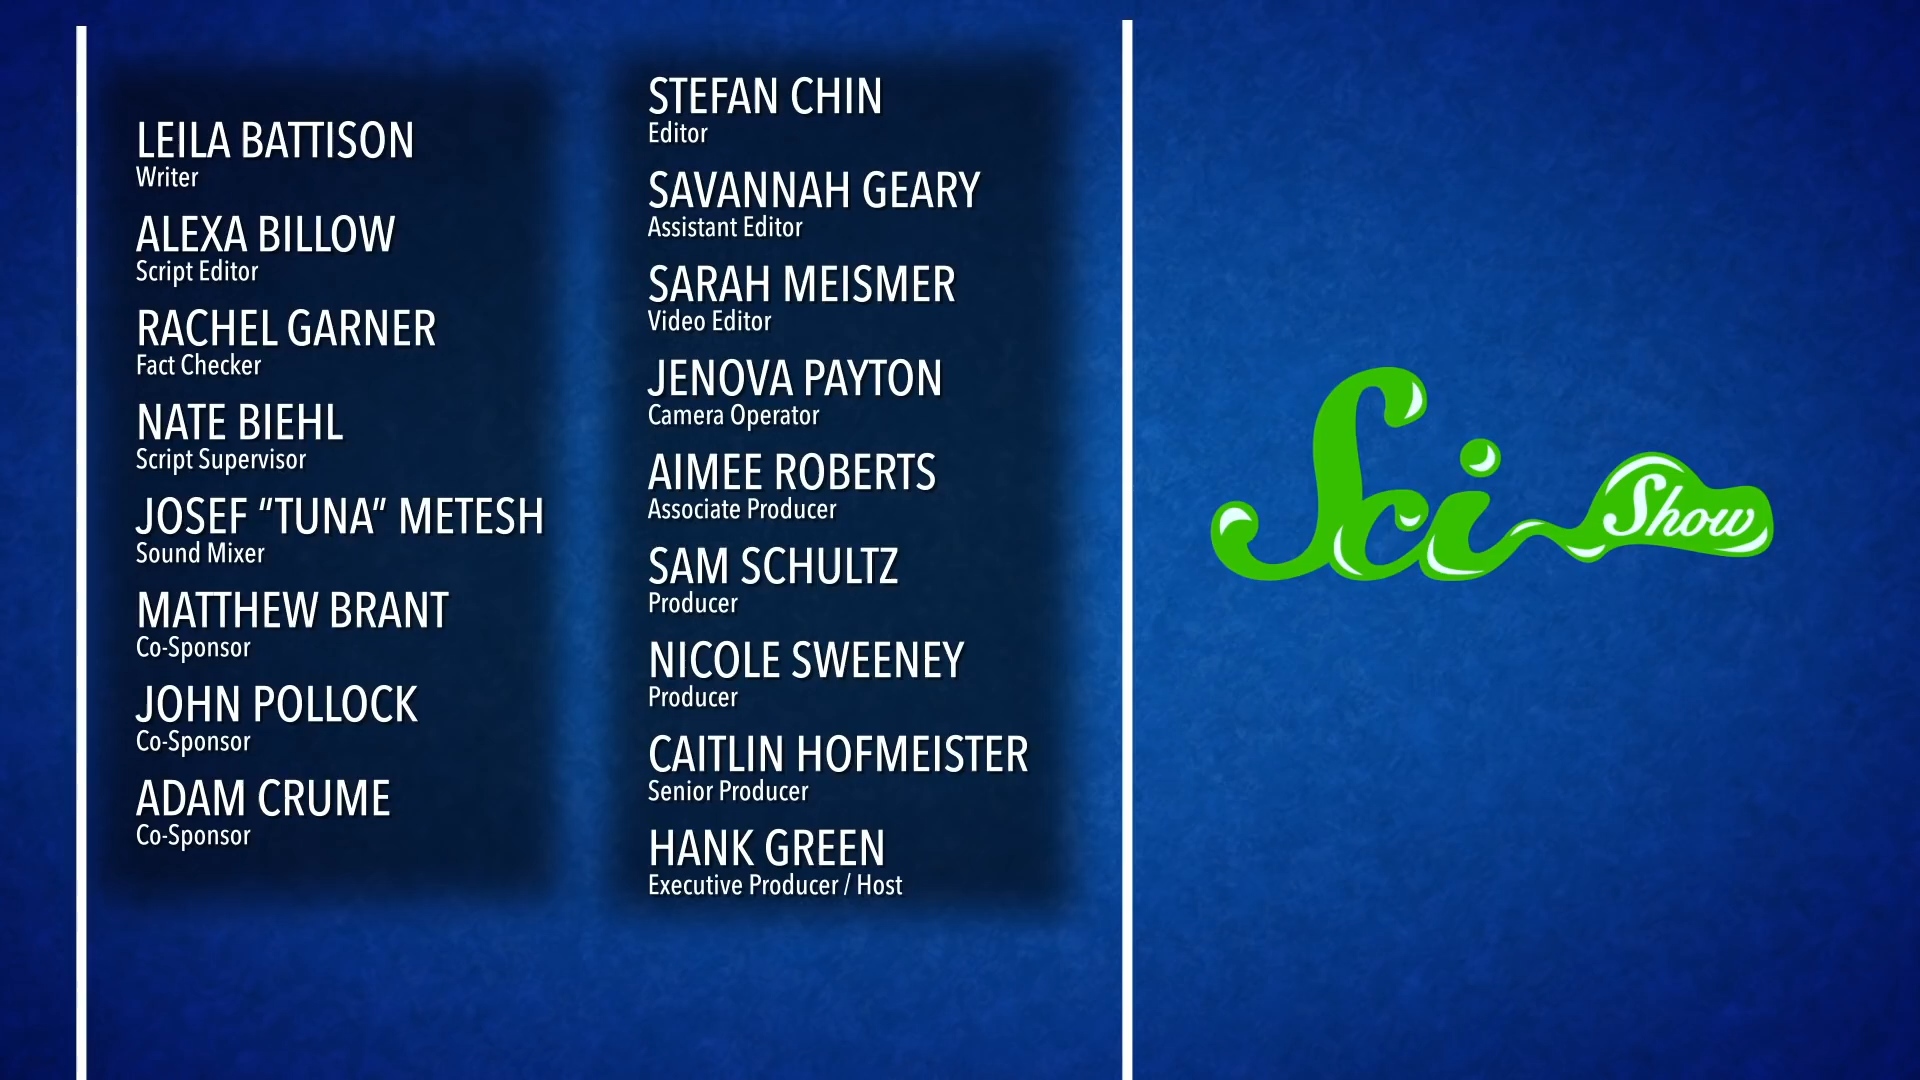 LEILA BATTISON
Writer
ALEXA BILLOW
Script Editor
RACHEL GARNER
Fact Checker
NATE BIEHL
Script Supervisor
JOSEF “TUNA” METESH
Sound Mixer
MATTHEW BRANT
Co-Sponsor
JOHN POLLOCK
Co-Sponsor
ADAM CRUME
Co-Sponsor
STEFAN CHIN
Editor
SAVANNAH GEARY
Assistant Editor
SARAH MEISMER
Video Editor
JENOVA PAYTON
Camera Operator
AIMEE ROBERTS
Associate Producer
SAM SCHULTZ
Producer
NICOLE SWEENEY
Producer
CAITLIN HOFMEISTER
Senior Producer
HANK GREEN
Executive Producer / Host
Sci Show